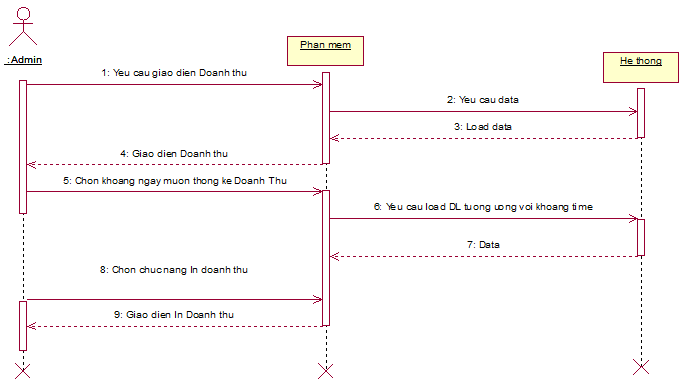 :Admin
Phan mem
He thong
1: Yeu cau giao dien Doanh thu
2: Yeu cau data
3: Load data
4: Giao dien Doanh thu
5: Chon khoang ngay muon thong ke Doanh Thu
6: Yeu cau load DL tuong uong voi khoang time
7: Data
8: Chon chuc nang In doanh thu
9: Giao dien In Doanh thu